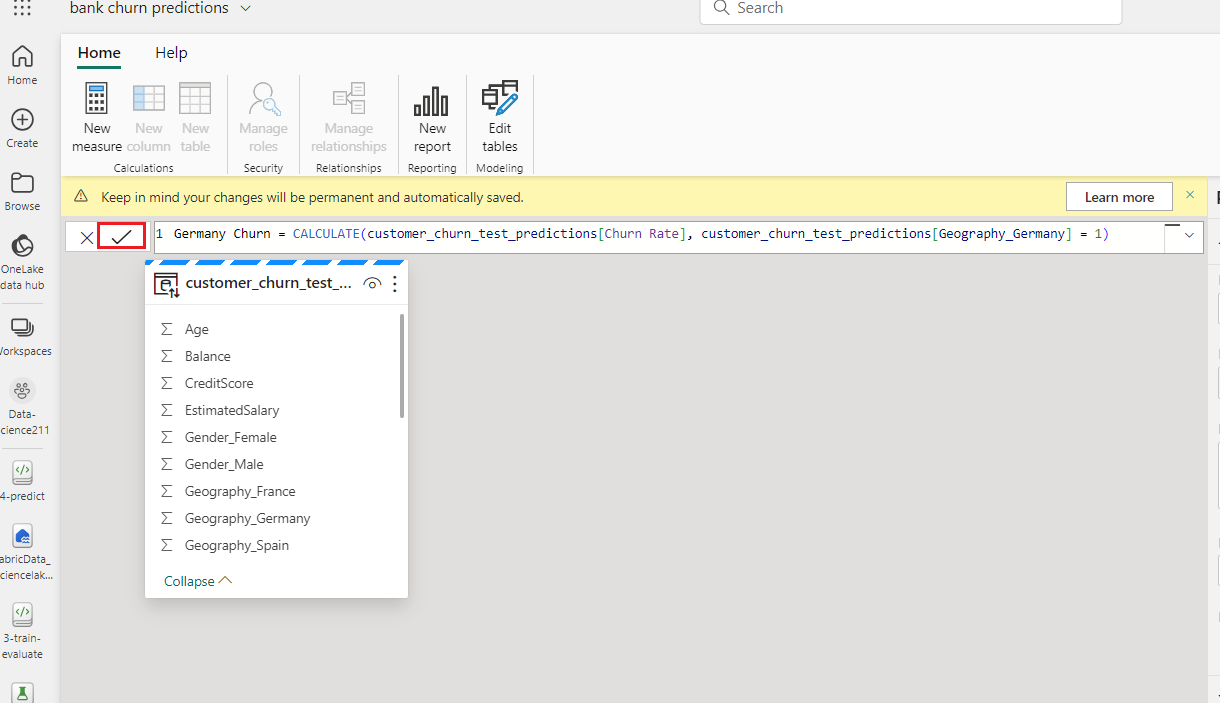 bank churn predictions
Search
Home
Create
Browse
OneLake
data hub
Workspaces
Data-
cience211
4-predict
abricData_
ciencelak...
3-train-
evaluate
Home Help
New
measure
New
column
New
table
Calculations
Manage
roles
Security
Manage
relationships
Relationships
New
report
Reporting
Edit
tables
Modeling
Keep in mind your changes will be permanent and automatically saved.
Learn more
1 Germany Churn = CALCULATE(customer_churn_test_predictions[Churn Rate], customer_churn_test_predictions[Geography_Germany] = 1)
customer_churn_test_...
Age
Balance
CreditScore
EstimatedSalary
Gender_Female
Gender_Male
Geography_France
Geography_Germany
Geography_Spain
Collapse